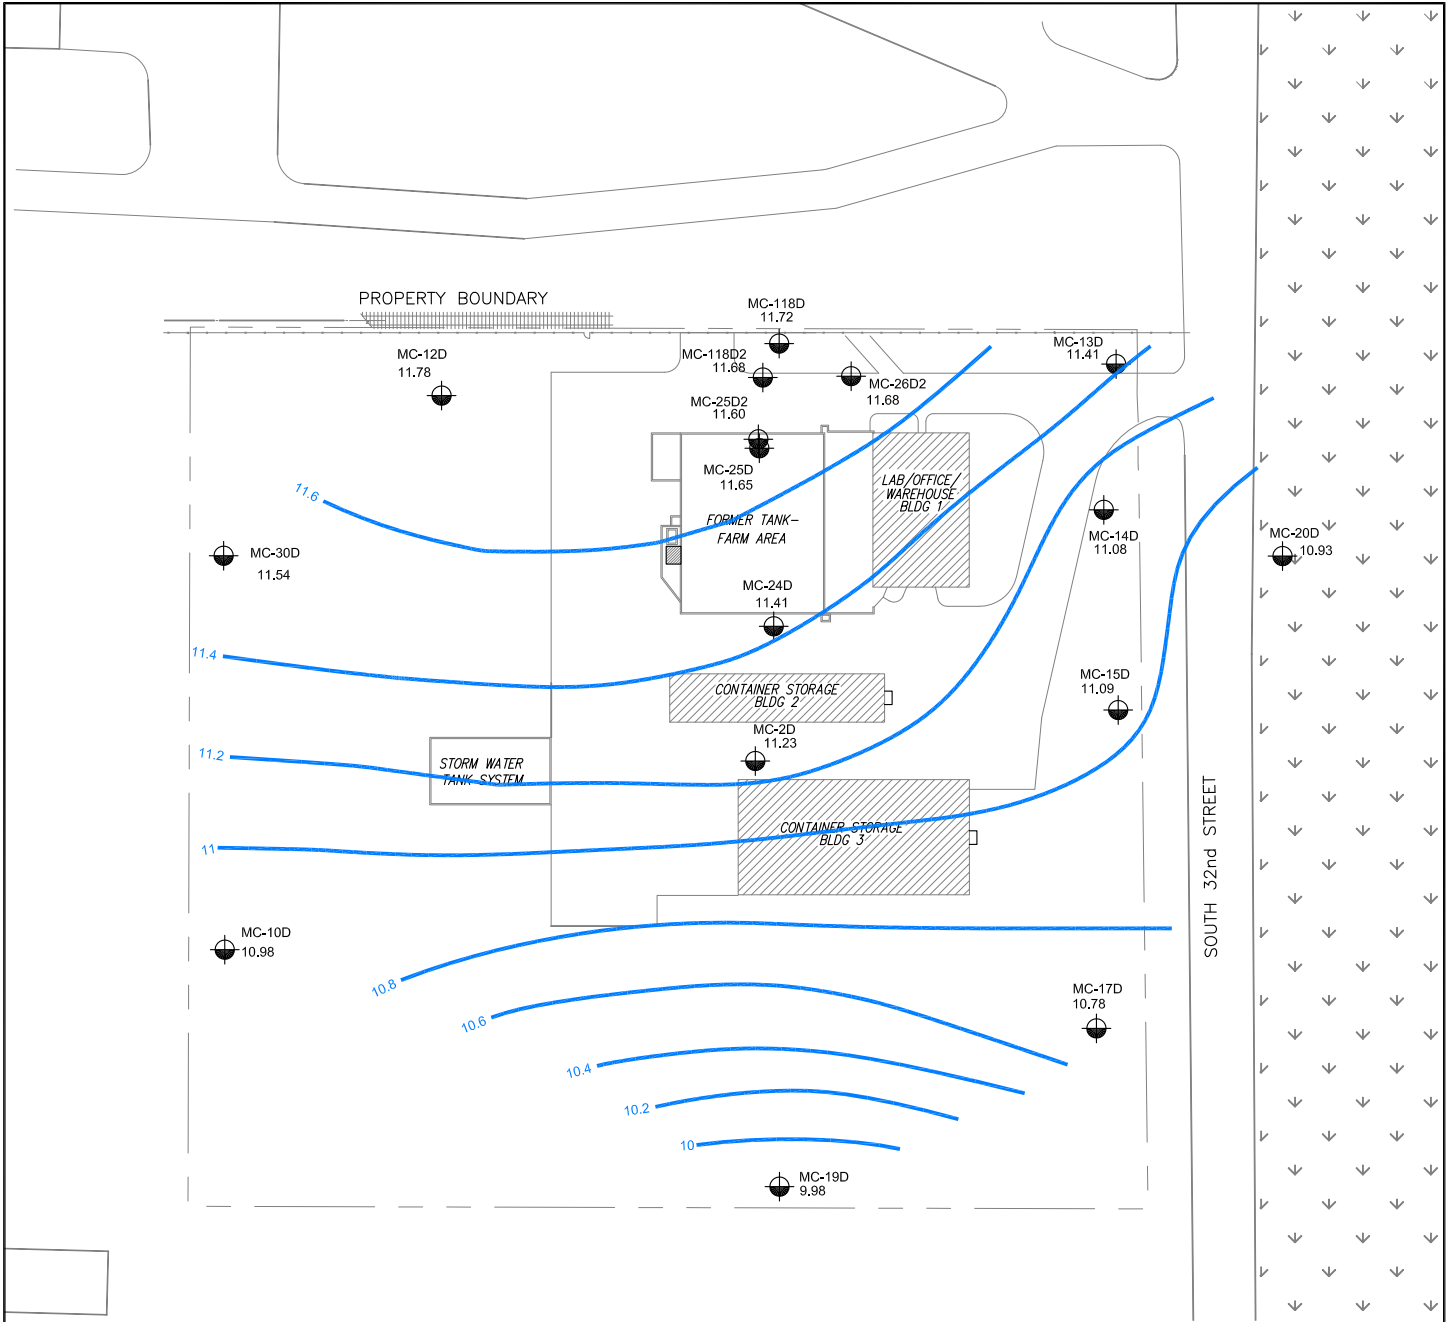 PROPERTY BOUNDARY
MC-118D
11.72
MC-12D
11.78
MC-118D2
11.68
MC-13D
11.41
MC-26D2
11.68
MC-25D2
11.60
MC-25D
11.65
LAB/OFFICE/
WAREHOUSE
BLDG 1
11.6
FORMER TANK-
FARM AREA
MC-14D
11.08
MC-20D
10.93
MC-30D
11.54
MC-24D
11.41
11.4
CONTAINER STORAGE
BLDG 2
MC-15D
11.09
MC-2D
11.23
11.2
STORM WATER
TANK SYSTEM
CONTAINER STORAGE
BLDG 3
11
SOUTH 32nd STREET
MC-10D
10.98
10.8
MC-17D
10.78
10.6
10.4
10.2
10
MC-19D
9.98